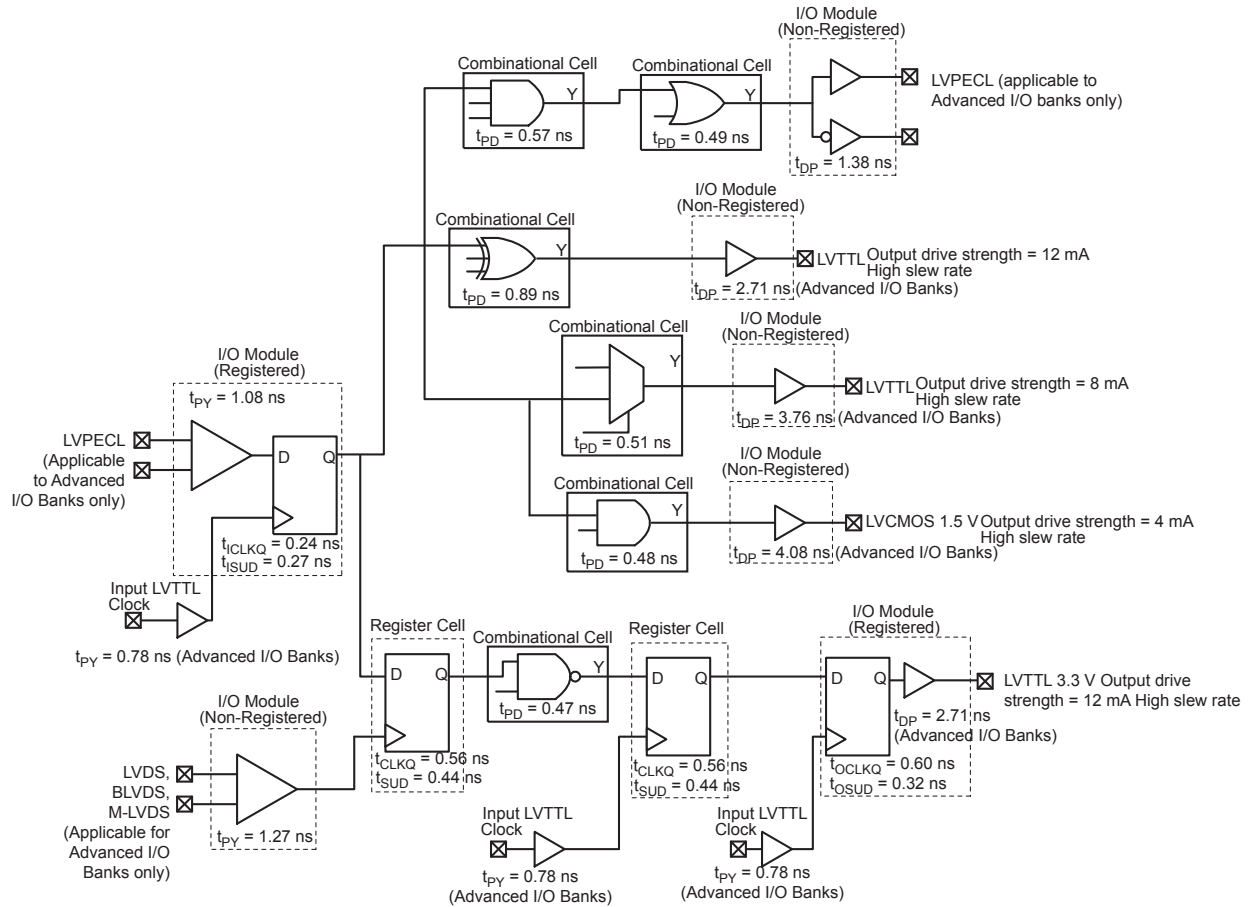 I/O Module
(Non-Registered)
Combinational Cell
Combinational Cell
Y
Y
LVPECL (applicable to
Advanced I/O banks only)
tPD = 0.57 ns
tPD = 0.49 ns
tDP = 1.38 ns
I/O Module
(Non-Registered)
Combinational Cell
Y
LVTTL Output drive strength = 12 mA
High slew rate
tPD = 0.89 ns
tDP = 2.71 ns (Advanced I/O Banks)
I/O Module
(Non-Registered)
Combinational Cell
Y
LVTTL Output drive strength = 8 mA
High slew rate
tPD = 0.51 ns
tDP = 3.76 ns (Advanced I/O Banks)
I/O Module
(Registered)
tPY = 1.08 ns
LVPECL
(Applicable
to Advanced
I/O Banks only)
D
Q
tICLKQ = 0.24 ns
tISUD = 0.27 ns
I/O Module
(Non-Registered)
Combinational Cell
Y
LVCMOS 1.5 V Output drive strength = 4 mA
High slew rate
tPD = 0.48 ns
tDP = 4.08 ns (Advanced I/O Banks)
Input LVTTL
Clock
tPY = 0.78 ns (Advanced I/O Banks)
Register Cell
D
Q
tCLKQ = 0.56 ns
tSUD = 0.44 ns
Combinational Cell
Y
tPD = 0.47 ns
Register Cell
D
Q
tCLKQ = 0.56 ns
tSUD = 0.44 ns
I/O Module
(Registered)
D
Q
LVTTL 3.3 V Output drive
strength = 12 mA High slew rate
tDP = 2.71 ns
(Advanced I/O Banks)
tOCLKQ = 0.60 ns
tOSUD = 0.32 ns
I/O Module
(Non-Registered)
LVDS,
BLVDS,
M-LVDS
(Applicable for
Advanced I/O
Banks only)
tPY = 1.27 ns
Input LVTTL
Clock
tPY = 0.78 ns
(Advanced I/O Banks)
Input LVTTL
Clock
tPY = 0.78 ns
(Advanced I/O Banks)